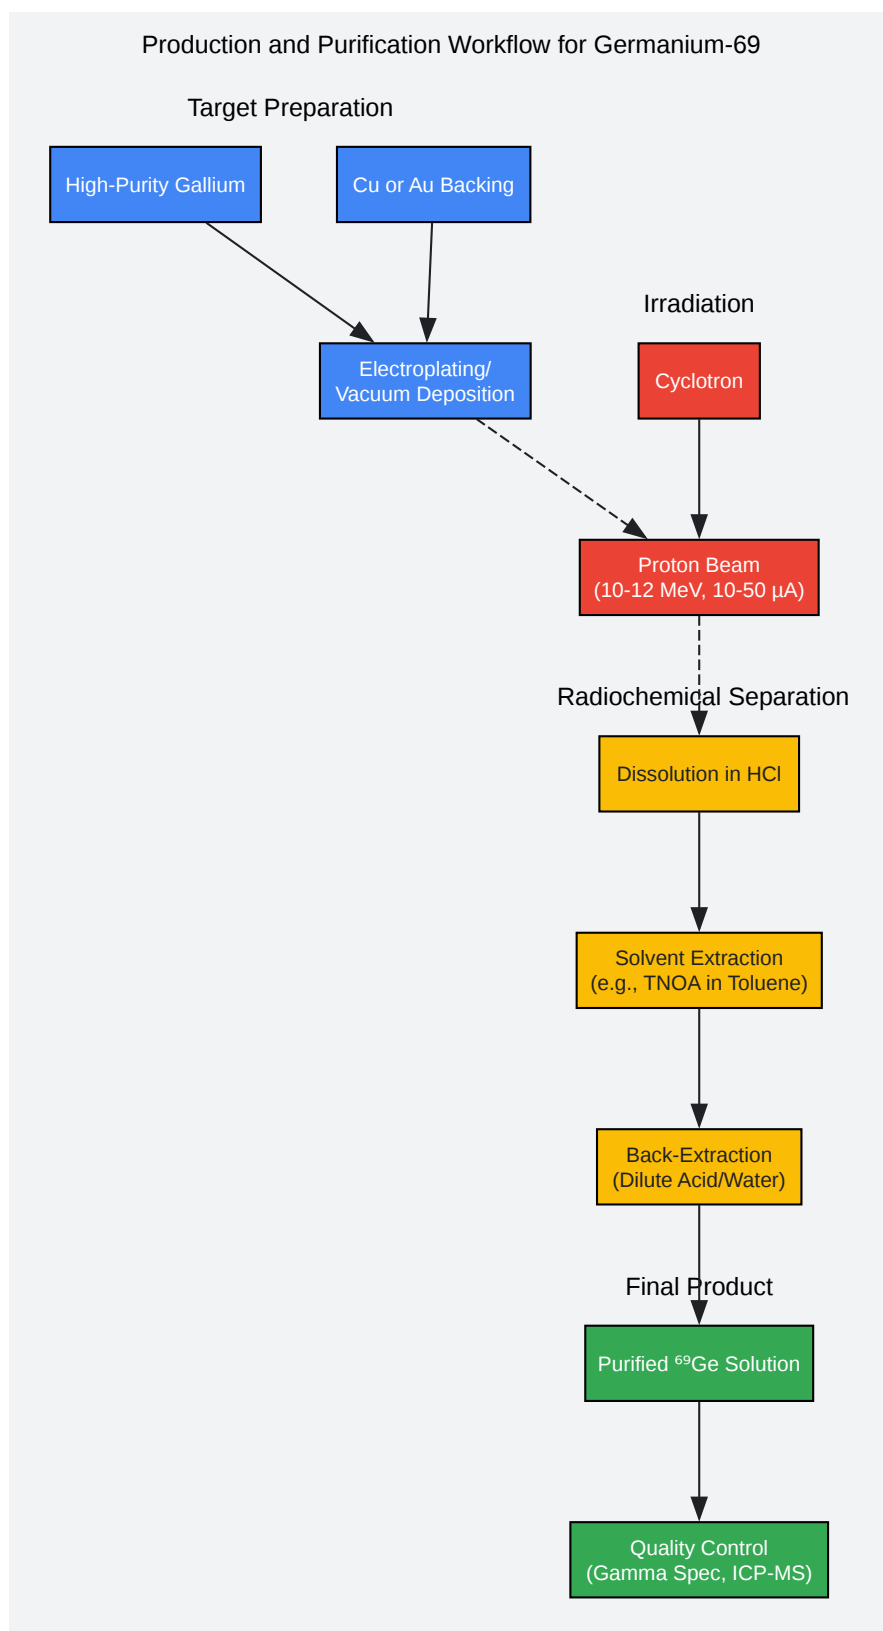 Production and Purification Workflow for Germanium-69
Target Preparation
High-Purity Gallium
Cu or Au Backing
Irradiation
Electroplating/
Vacuum Deposition
Cyclotron
Proton Beam
(10-12 MeV, 10-50 µA)
Radiochemical Separation
Dissolution in HCl
Solvent Extraction
(e.g., TNOA in Toluene)
Back-Extraction
(Dilute Acid/Water)
Final Product
Purified ⁶⁹Ge Solution
Quality Control
(Gamma Spec, ICP-MS)